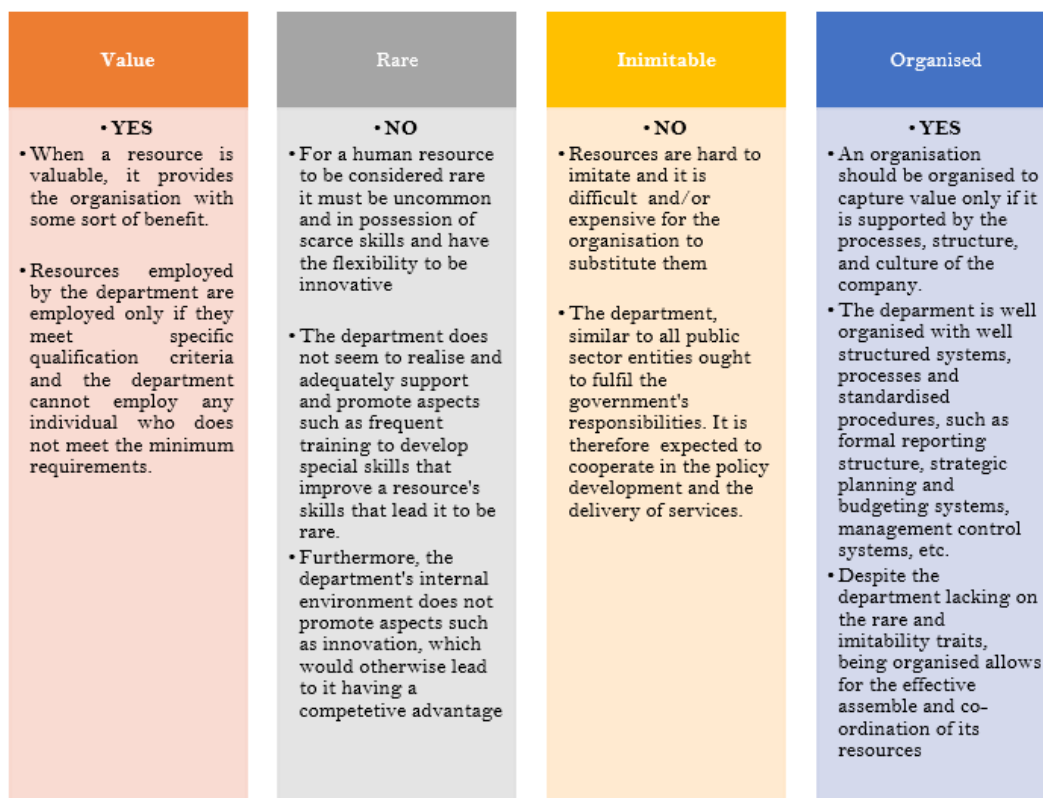 Value
• YES
• When a resource is
valuable, it provides
the organisation with
some sort of benefit.
• Resources employed
by the department are
employed only if they
meet specific
qualification criteria
and the department
cannot employ any
individual who does
not meet the minimum
requirements.
Rare
• NO
• For a human resource
to be considered rare
it must be uncommon
and in possession of
scarce skills and have
the flexibility to be
innovative
• The department does
not seem to realise and
adequately support
and promote aspects
such as frequent
training to develop
special skills that
improve a resource's
skills that lead it to be
rare.
• Furthermore, the
department's internal
environment does not
promote aspects such
as innovation, which
would otherwise lead
to it having a
competetive advantage
Inimitable
• NO
• Resources are hard to
imitate and it is
difficult and/or
expensive for the
organisation to
substitute them
• The department,
similar to all public
sector entities ought
to fulfil the
government's
responsibilities. It is
therefore expected to
cooperate in the policy
development and the
delivery of services.
Organised
• YES
• An organisation
should be organised to
capture value only if it
is supported by the
processes, structure,
and culture of the
company.
• The deparment is well
organised with well
structured systems,
processes and
standardised
procedures, such as
formal reporting
structure, strategic
planning and
budgeting systems,
management control
systems, etc.
• Despite the
department lacking on
the rare and
imitability traits,
being organised allows
for the effective
assemble and co-
ordination of its
resources